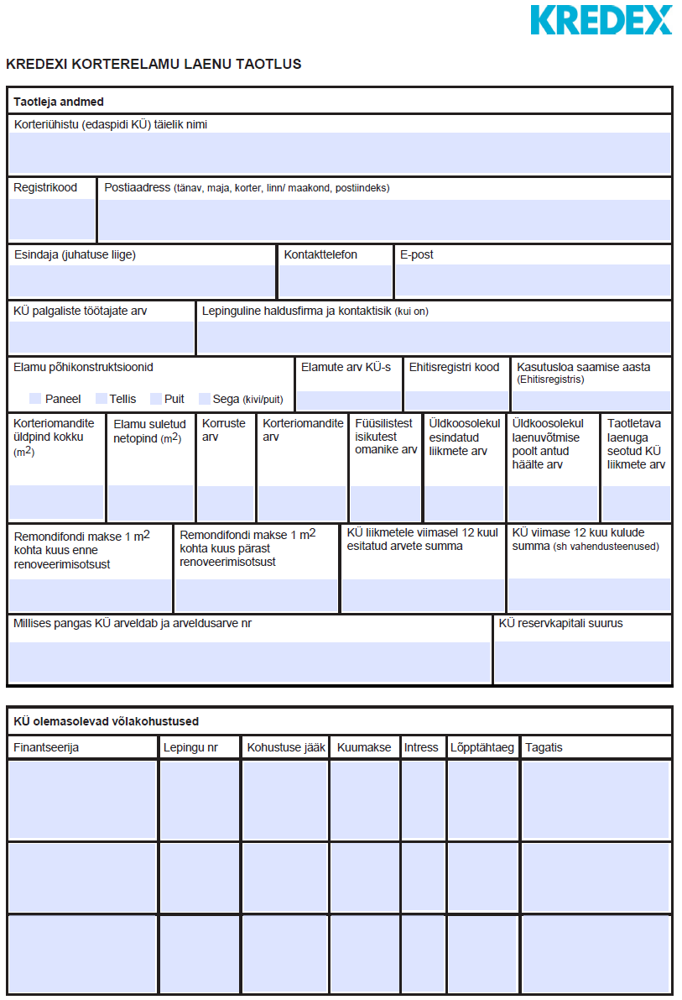 KREDEX
KREDEXI KORTERELAMU LAENU TAOTLUS
Taotleja andmed
Korteriühistu (edaspidi KÜ) täielik nimi
Registrikood
Postiaadress (tänav, maja, korter, linn/ maakond, postiindeks)
Esindaja (juhatuse liige)
Kontakttelefon
E-post
KÜ palgaliste töötajate arv
Lepinguline haldusfirma ja kontaktisik (kui on)
Elamu põhikonstruktsioonid
Paneel Tellis Puit Sega (kivi/puit)
Elamute arv KÜ-s
Ehitisregistri kood
Kasutusloa saamise aasta
(Ehitisregistris)
Korteriomandite
üldpind kokku
(m2)
Elamu suletud
netopind (m2)
Korruste
arv
Korteriomandite
arv
Füüsilistest
isikutest
omanike arv
Üldkoosolekul
esindatud
liikmete arv
Üldkoosolekul
laenuvõtmise
poolt antud
häälte arv
Taotletava
laenuga
seotud KÜ
liikmete arv
Remondifondi makse 1 m2
kohta kuus enne
renoveerimisotsust
Remondifondi makse 1 m2
kohta kuus pärast
renoveerimisotsust
KÜ liikmetele viimasel 12 kuul
esitatud arvete summa
KÜ viimase 12 kuu kulude
summa (sh vahendusteenused)
Millises pangas KÜ arveldab ja arveldusarve nr
KÜ reservkapitali suurus
KÜ olemasolevad võlakohustused
Finantseerija
Lepingu nr
Kohustuse jääk
Kuumakse
Intress
Lõpptähtaeg
Tagatis